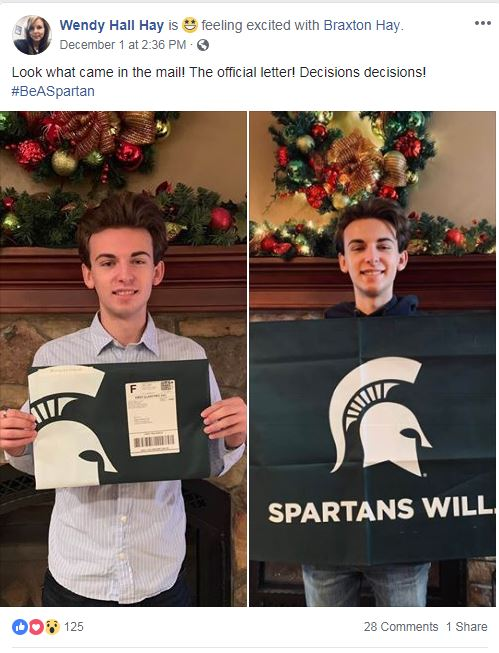 Wendy Hall Hay is 😁 feeling excited with Braxton Hay.
December 1 at 2:36 PM ·
Look what came in the mail! The official letter! Decisions decisions!
#BeASpartan
F
SPARTANS WILL.
125
28 Comments 1 Share